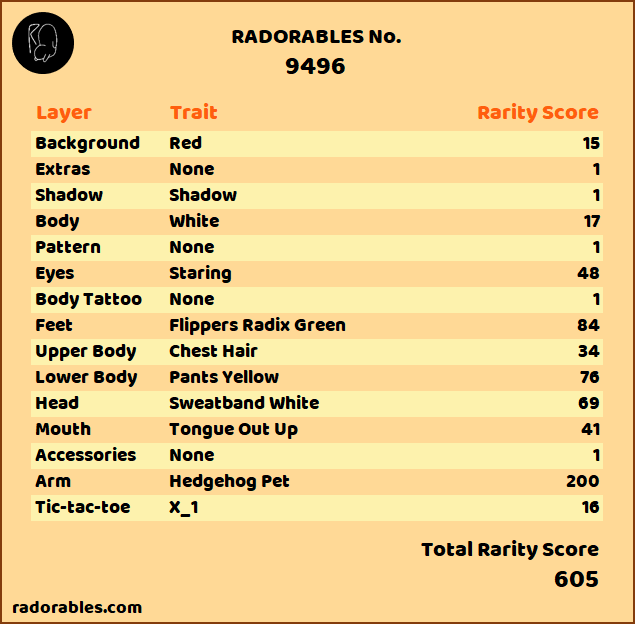 RADORABLES No.
9496
Layer Trait Rarity Score
Background Red 15
Extras None 1
Shadow Shadow 1
Body White 17
Pattern None 1
Eyes Staring 48
Body Tattoo None 1
Feet Flippers Radix Green 84
Upper Body Chest Hair 34
Lower Body Pants Yellow 76
Head Sweatband White 69
Mouth Tongue Out Up 41
Accessories None 1
Arm Hedgehog Pet 200
Tic-tac-toe X_1 16
Total Rarity Score
605
radorables.com